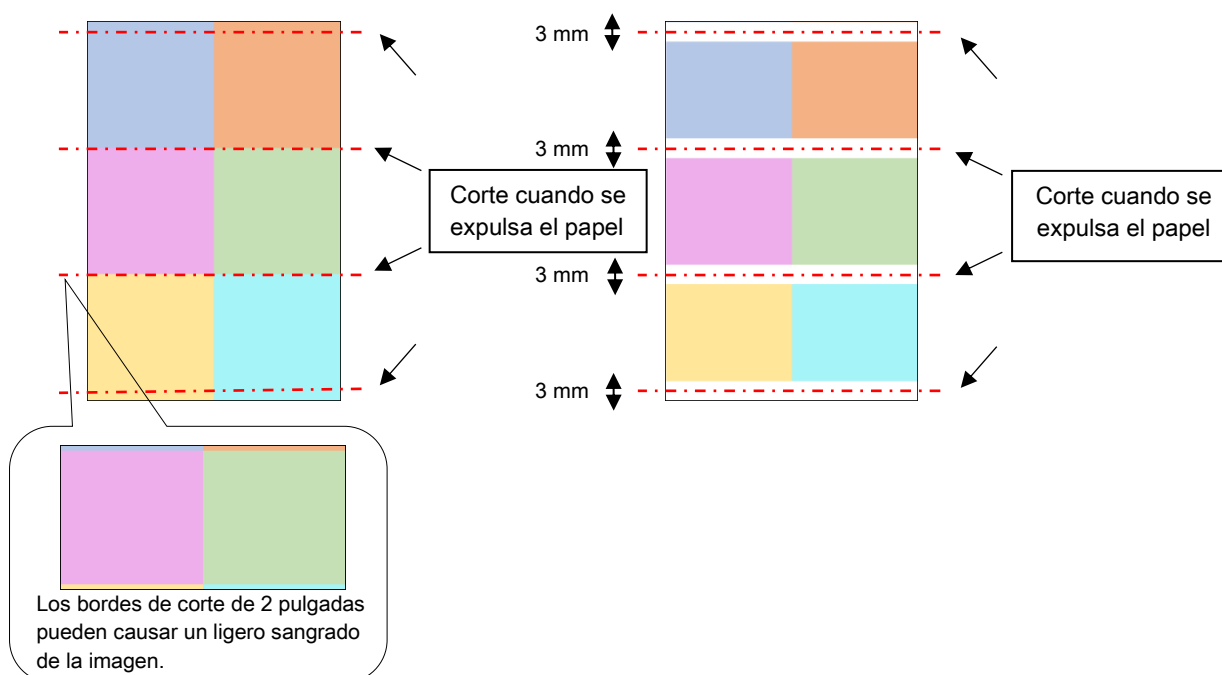 3 mm
3 mm
Corte cuando se
expulsa el papel
Corte cuando se
expulsa el papel
3 mm
3 mm
Los bordes de corte de 2 pulgadas
pueden causar un ligero sangrado
de la imagen.